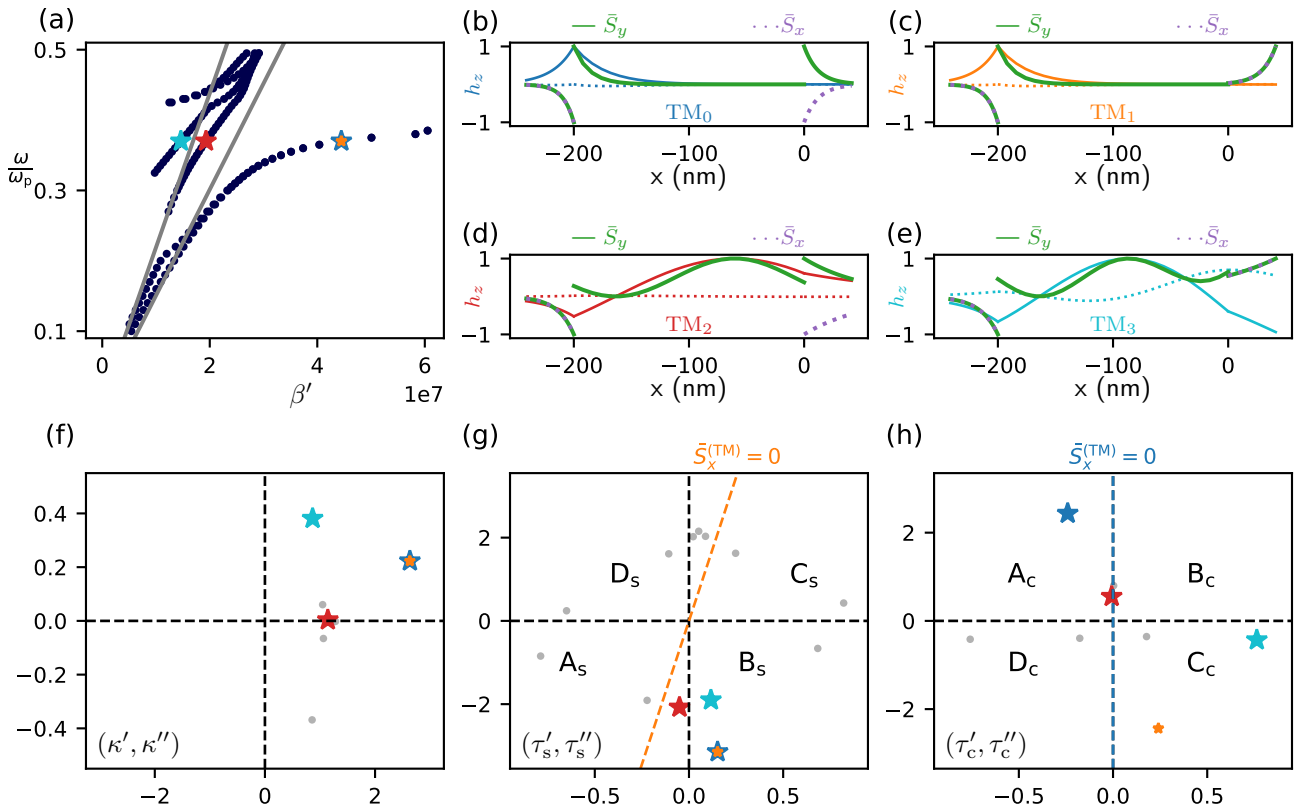 (a)
0.5
0.3
0.1
ω/ωp
0
2
4
6
β′
1e7
(b)
S̄y
S̄x
1
−1
hz
TM0
−200
−100
0
x (nm)
(c)
S̄y
S̄x
1
−1
hz
TM1
−200
−100
0
x (nm)
(d)
S̄y
S̄x
1
−1
hz
TM2
−200
−100
0
x (nm)
(e)
S̄y
S̄x
1
−1
hz
TM3
−200
−100
0
x (nm)
(f)
0.4
0.2
0.0
−0.2
−0.4
(κ′, κ″)
−2
0
2
(g)
S̄x(TM) = 0
2
0
−2
Ds
Cs
As
Bs
(τs′, τs″)
−0.5
0.0
0.5
(h)
S̄x(TM) = 0
2
0
−2
Ac
Bc
Dc
Cc
(τc′, τc″)
−0.5
0.0
0.5